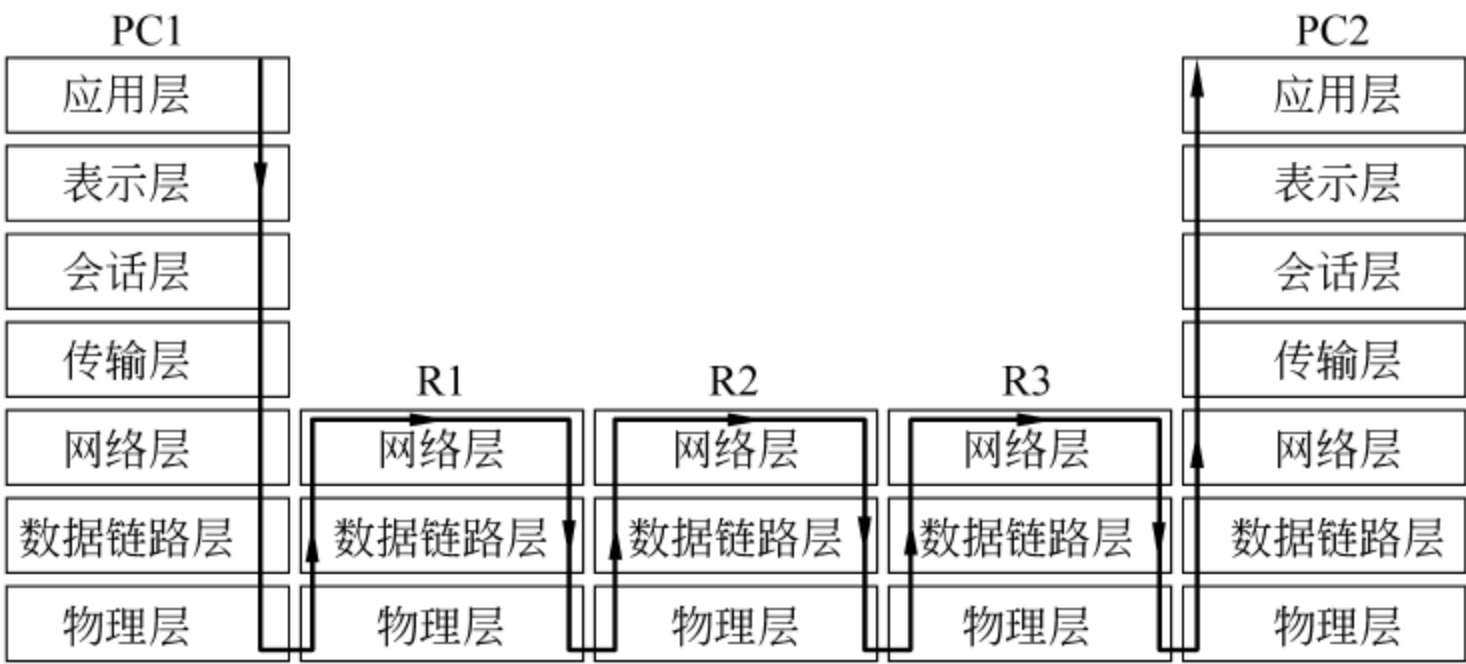 PC1 PC2
应用层 应用层
表示层 表示层
会话层 会话层
传输层 传输层
R1 R2 R3
网络层 网络层 网络层 网络层 网络层
数据链路层 数据链路层 数据链路层 数据链路层 数据链路层
物理层 物理层 物理层 物理层 物理层